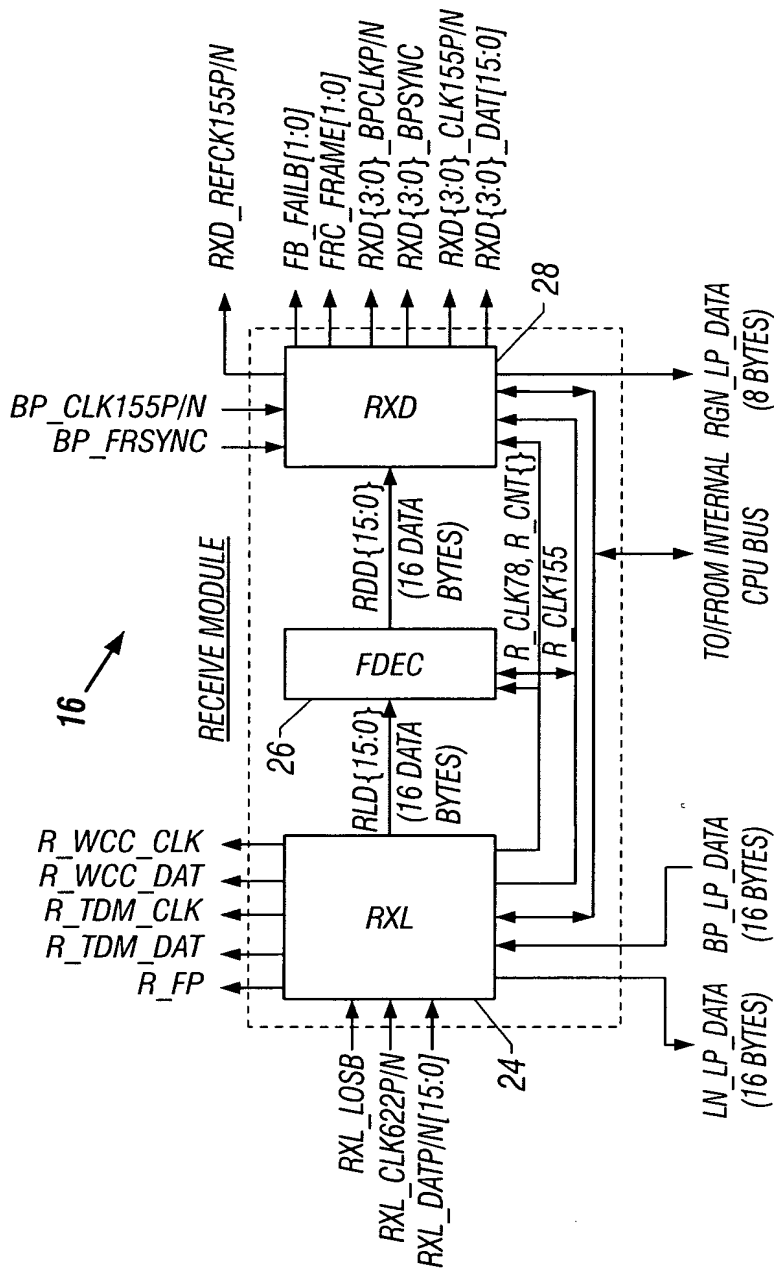 16
RECEIVE MODULE
R_WCC_CLK
R_WCC_DAT
R_TDM_CLK
R_TDM_DAT
R_FP
RXL_LOSB
RXL_CLK622P/N
RXL_DATP/N[15:0]
24
RXL
LN_LP_DATA
(16 BYTES)
BP_LP_DATA
(16 BYTES)
RLD{15:0}
(16 DATA
BYTES)
26
FDEC
RDD{15:0}
(16 DATA
BYTES)
R_CLK78, R_CNT{}
R_CLK155
BP_CLK155P/N
BP_FRSYNC
RXD
28
RXD_REFCK155P/N
FB_FAILB[1:0]
FRC_FRAME[1:0]
RXD{3:0}_BPCLKP/N
RXD{3:0}_BPSYNC
RXD{3:0}_CLK155P/N
RXD{3:0}_DAT[15:0]
TO/FROM INTERNAL
CPU BUS
RGN_LP_DATA
(8 BYTES)